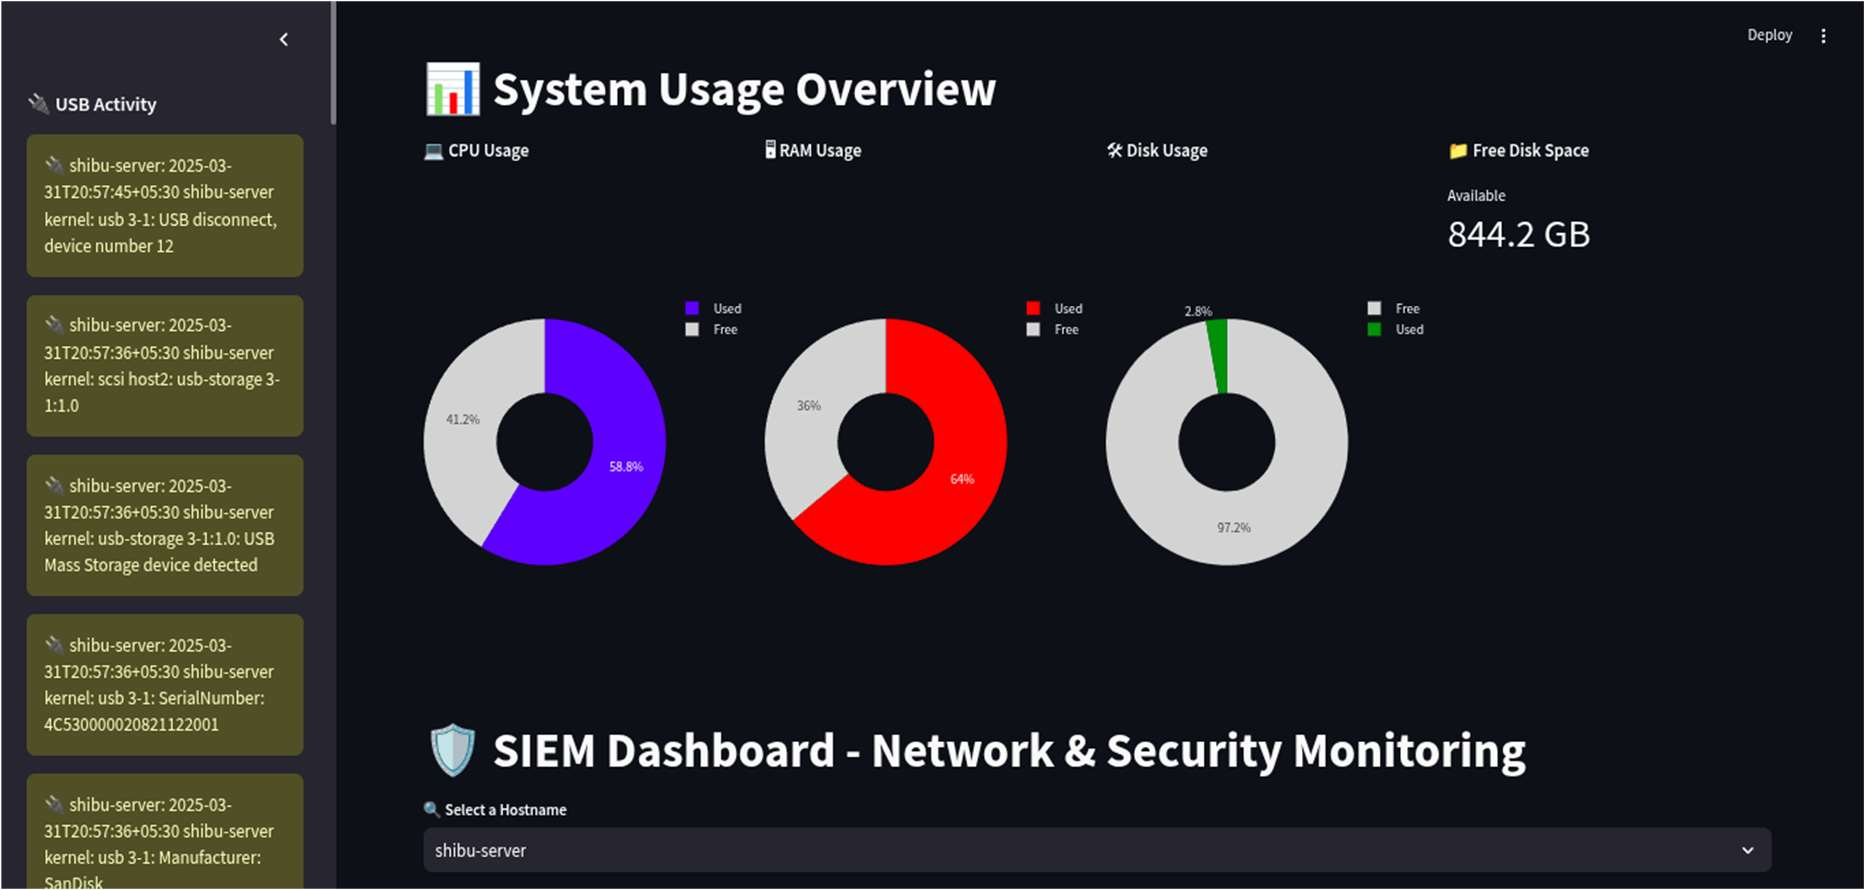 USB Activity
shibu-server: 2025-03-
31T20:57:45+05:30 shibu-server
kernel: usb 3-1: USB disconnect,
device number 12
shibu-server: 2025-03-
31T20:57:36+05:30 shibu-server
kernel: scsi host2: usb-storage 3-
1:1.0
shibu-server: 2025-03-
31T20:57:36+05:30 shibu-server
kernel: usb-storage 3-1:1.0: USB
Mass Storage device detected
shibu-server: 2025-03-
31T20:57:36+05:30 shibu-server
kernel: usb 3-1: SerialNumber:
4C530000020821122001
shibu-server: 2025-03-
31T20:57:36+05:30 shibu-server
kernel: usb 3-1: Manufacturer:
SanDisk
Deploy
System Usage Overview
CPU Usage
Used
Free
41.2%
58.8%
RAM Usage
Used
Free
36%
64%
Disk Usage
Free
Used
2.8%
97.2%
Free Disk Space
Available
844.2 GB
SIEM Dashboard - Network & Security Monitoring
Select a Hostname
shibu-server